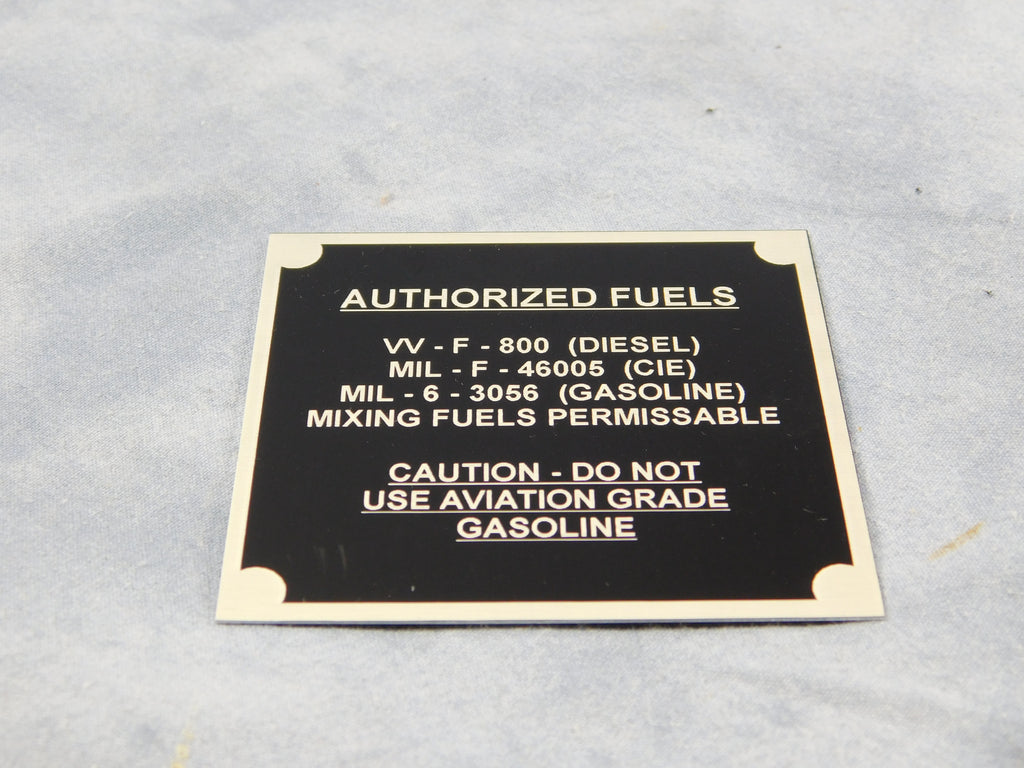 AUTHORIZED FUELS
VV - F - 800 (DIESEL)
MIL - F - 46005 (CIE)
MIL - 6 - 3056 (GASOLINE)
MIXING FUELS PERMISSABLE
CAUTION - DO NOT
USE AVIATION GRADE
GASOLINE